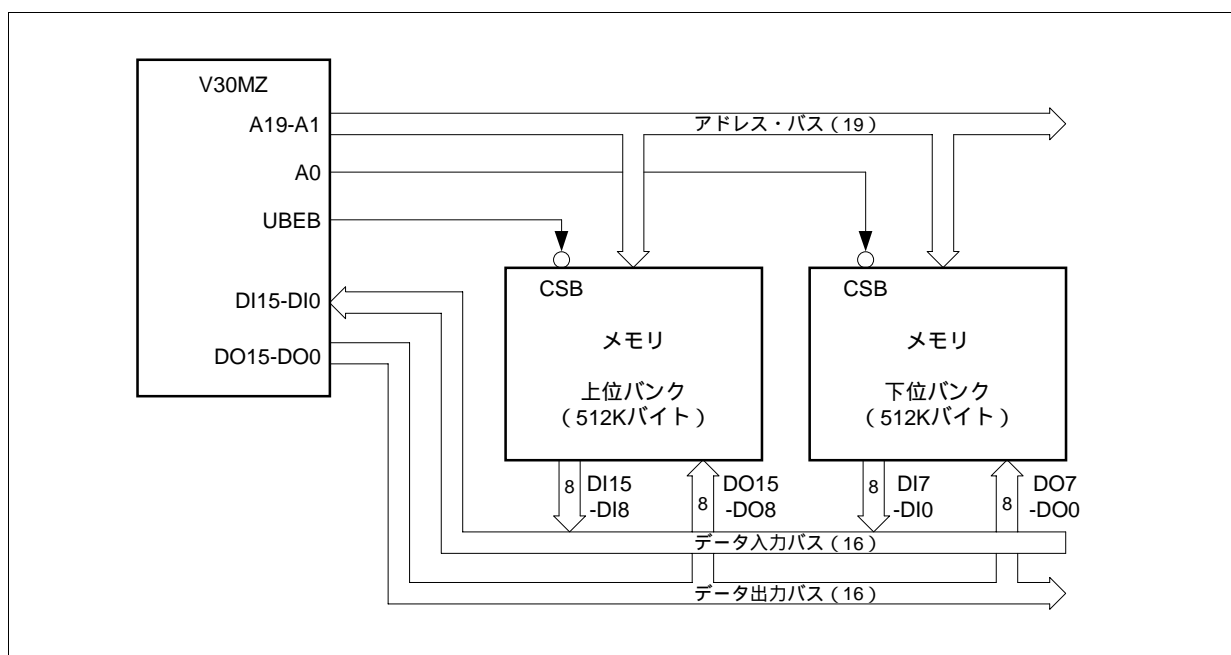 V30MZ
A19-A1
アドレス・バス（19）
A0
UBEB
CSB
CSB
DI15-DI0
メモリ
メモリ
DO15-DO0
上位バンク
（512Kバイト）
下位バンク
（512Kバイト）
8
DI15
-DI8
8
DO15
-DO8
8
DI7
-DI0
8
DO7
-DO0
データ入力バス（16）
データ出力バス（16）